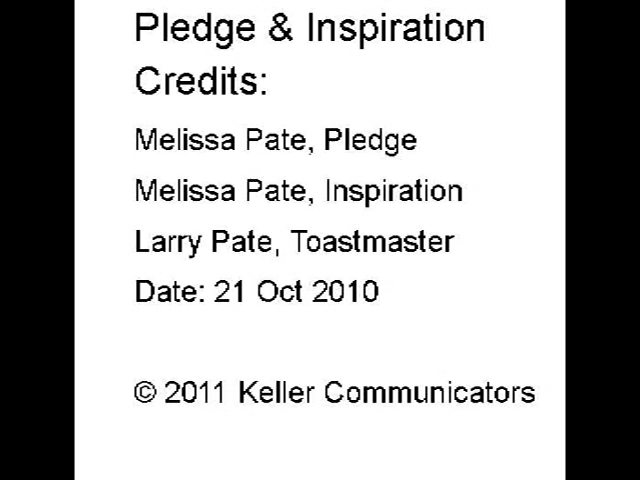 Pledge & Inspiration
Credits:
Melissa Pate, Pledge
Melissa Pate, Inspiration
Larry Pate, Toastmaster
Date: 21 Oct 2010
© 2011 Keller Communicators